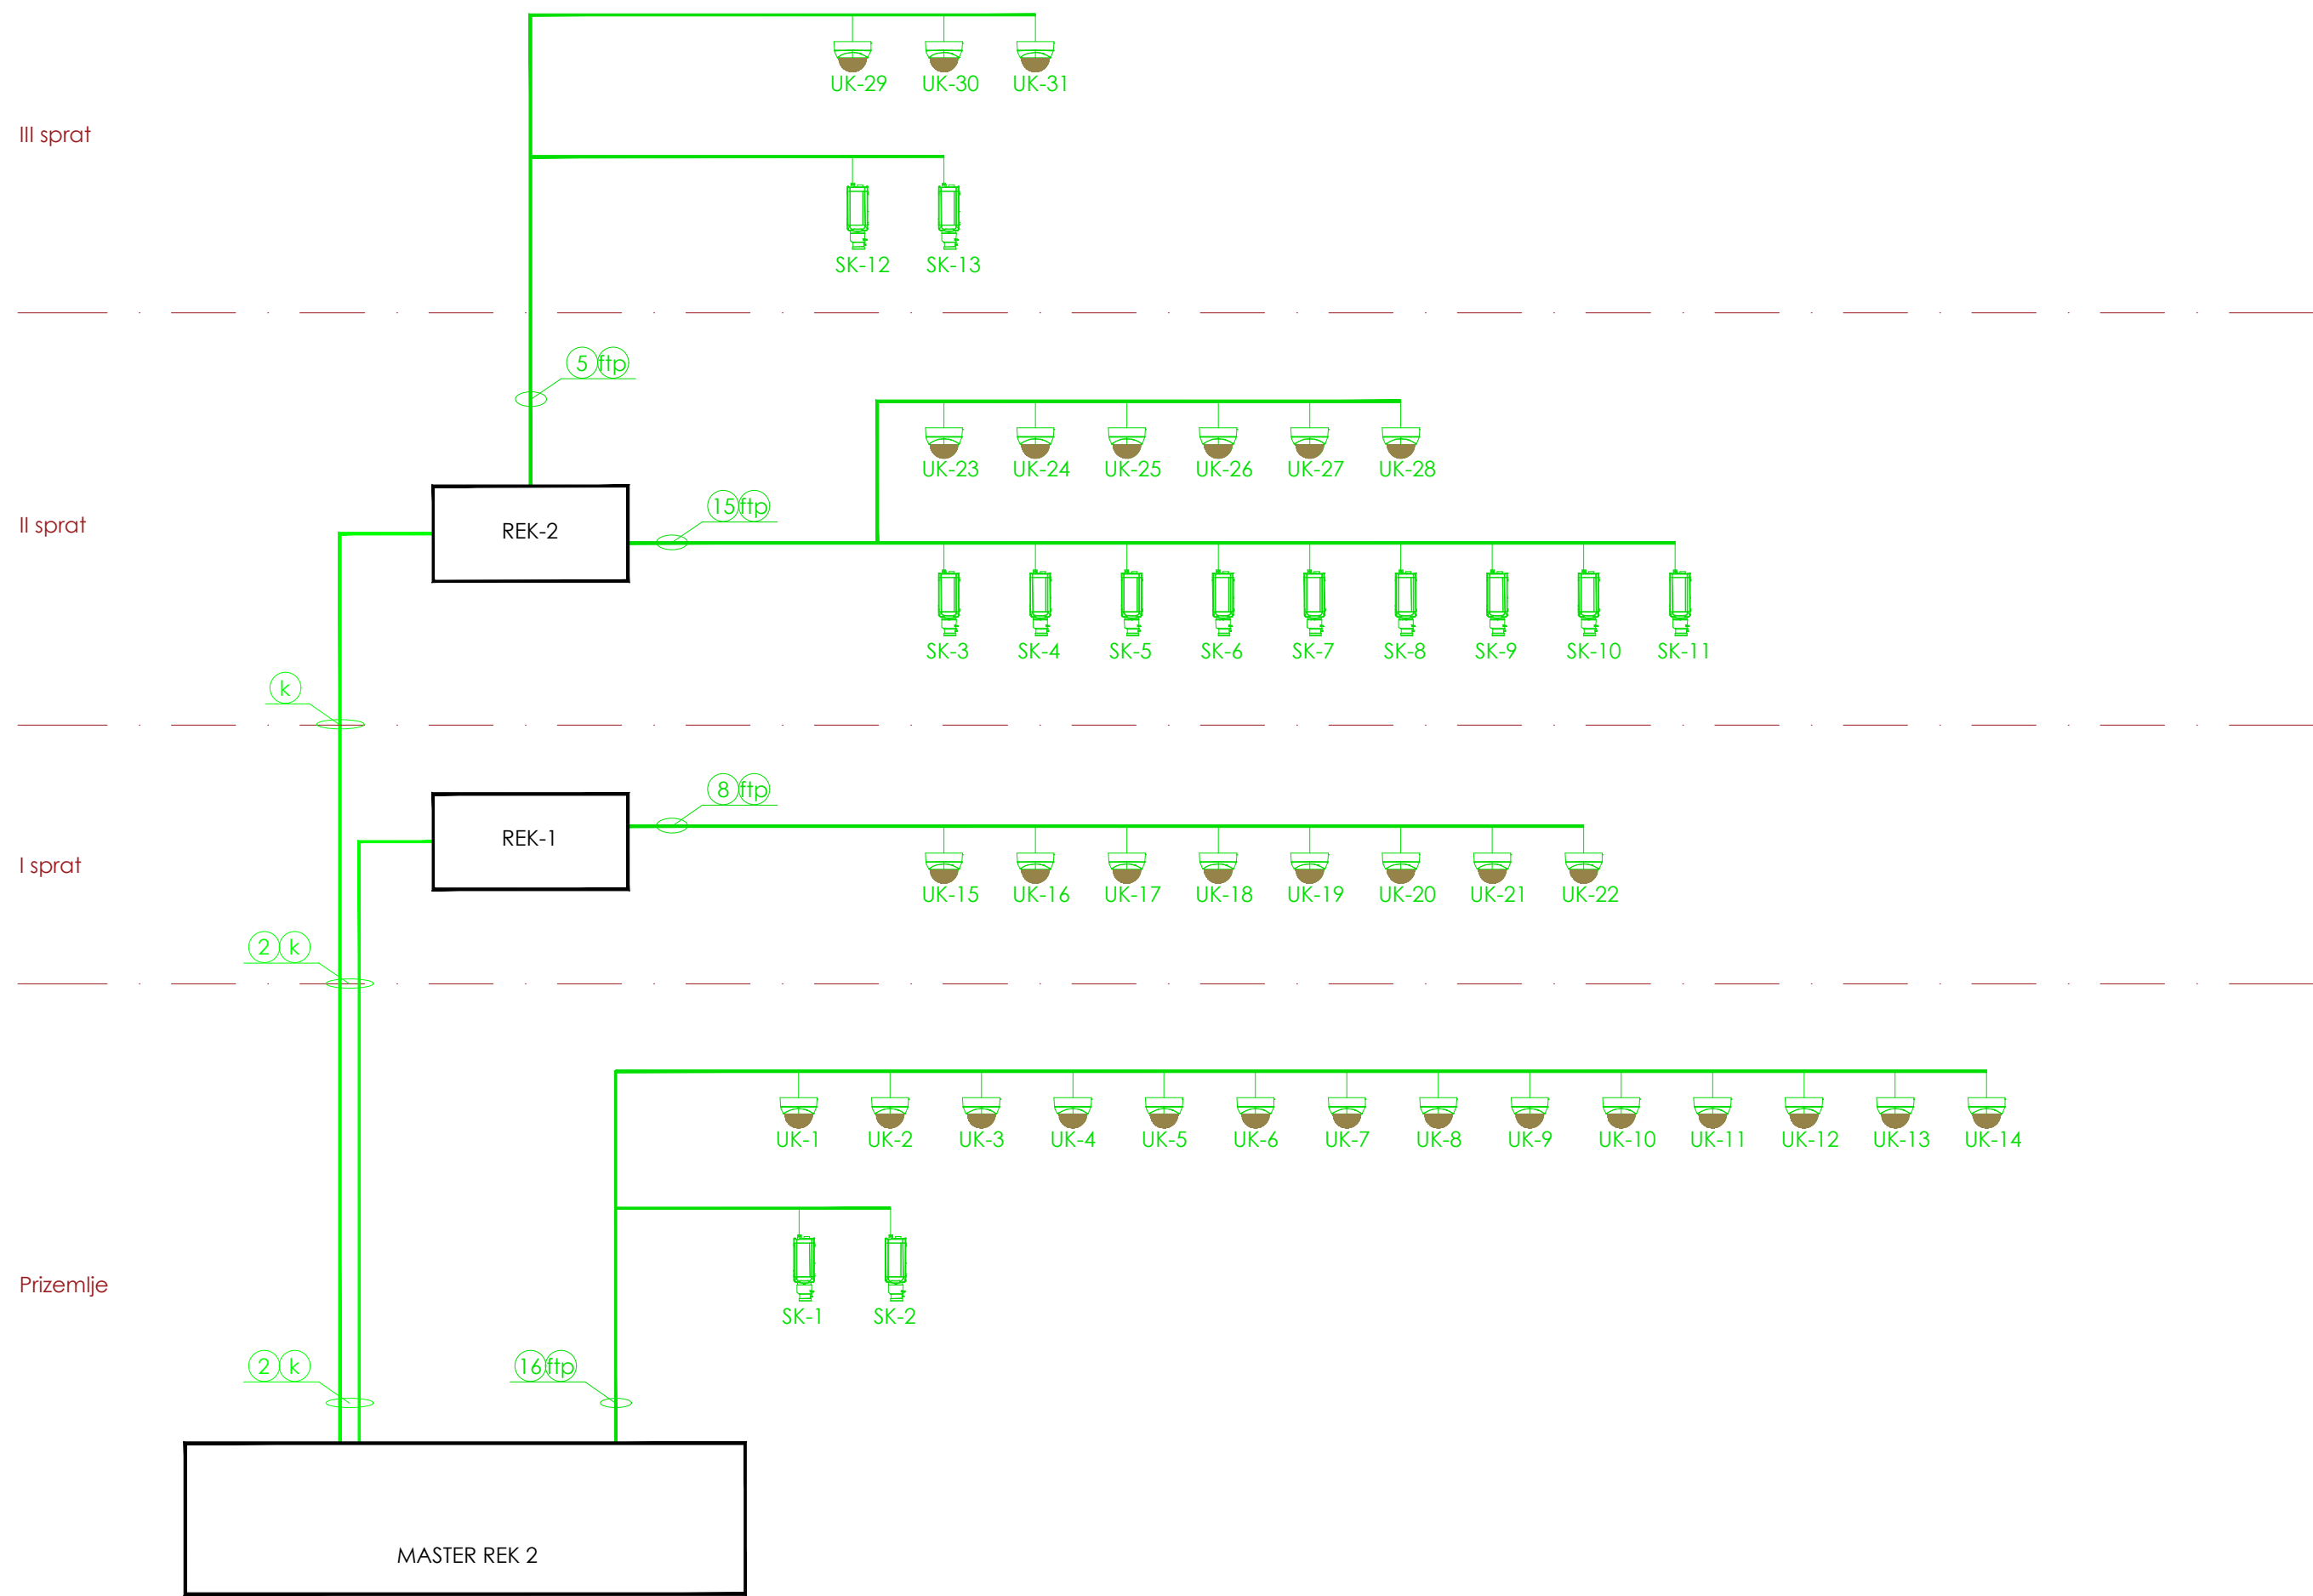 UK-29 UK-30 UK-31
III sprat
SK-12 SK-13
5 ftp
UK-23 UK-24 UK-25 UK-26 UK-27 UK-28
15 ftp
II sprat
REK-2
SK-3 SK-4 SK-5 SK-6 SK-7 SK-8 SK-9 SK-10 SK-11
k
8 ftp
REK-1
I sprat
UK-15 UK-16 UK-17 UK-18 UK-19 UK-20 UK-21 UK-22
2 k
UK-1 UK-2 UK-3 UK-4 UK-5 UK-6 UK-7 UK-8 UK-9 UK-10 UK-11 UK-12 UK-13 UK-14
Prizemlje
SK-1 SK-2
2 k
16 ftp
MASTER REK 2